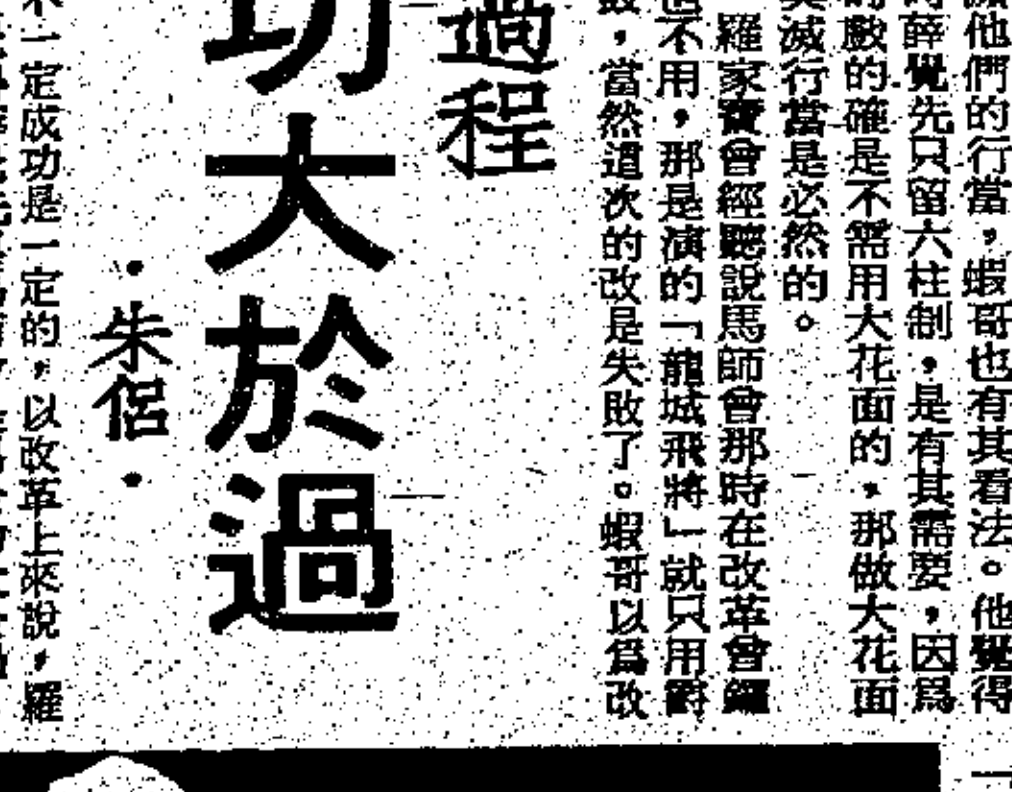 他們的行當,蝦哥也有其看法。他覺得
薛覺先只留六柱制,是有其需要,因爲
的戲的確是不需用大花面的,那做大花面
滅行當是必然的。
羅家寶曾經聽說馬師曾那時在改革曾
也不用,那是演的「龍城飛將」就只用爵
,當然這次的改是失敗了。蝦哥以爲改
過程
功大於過
·朱侶·
不一定成功是一定的,以改革上來說,羅